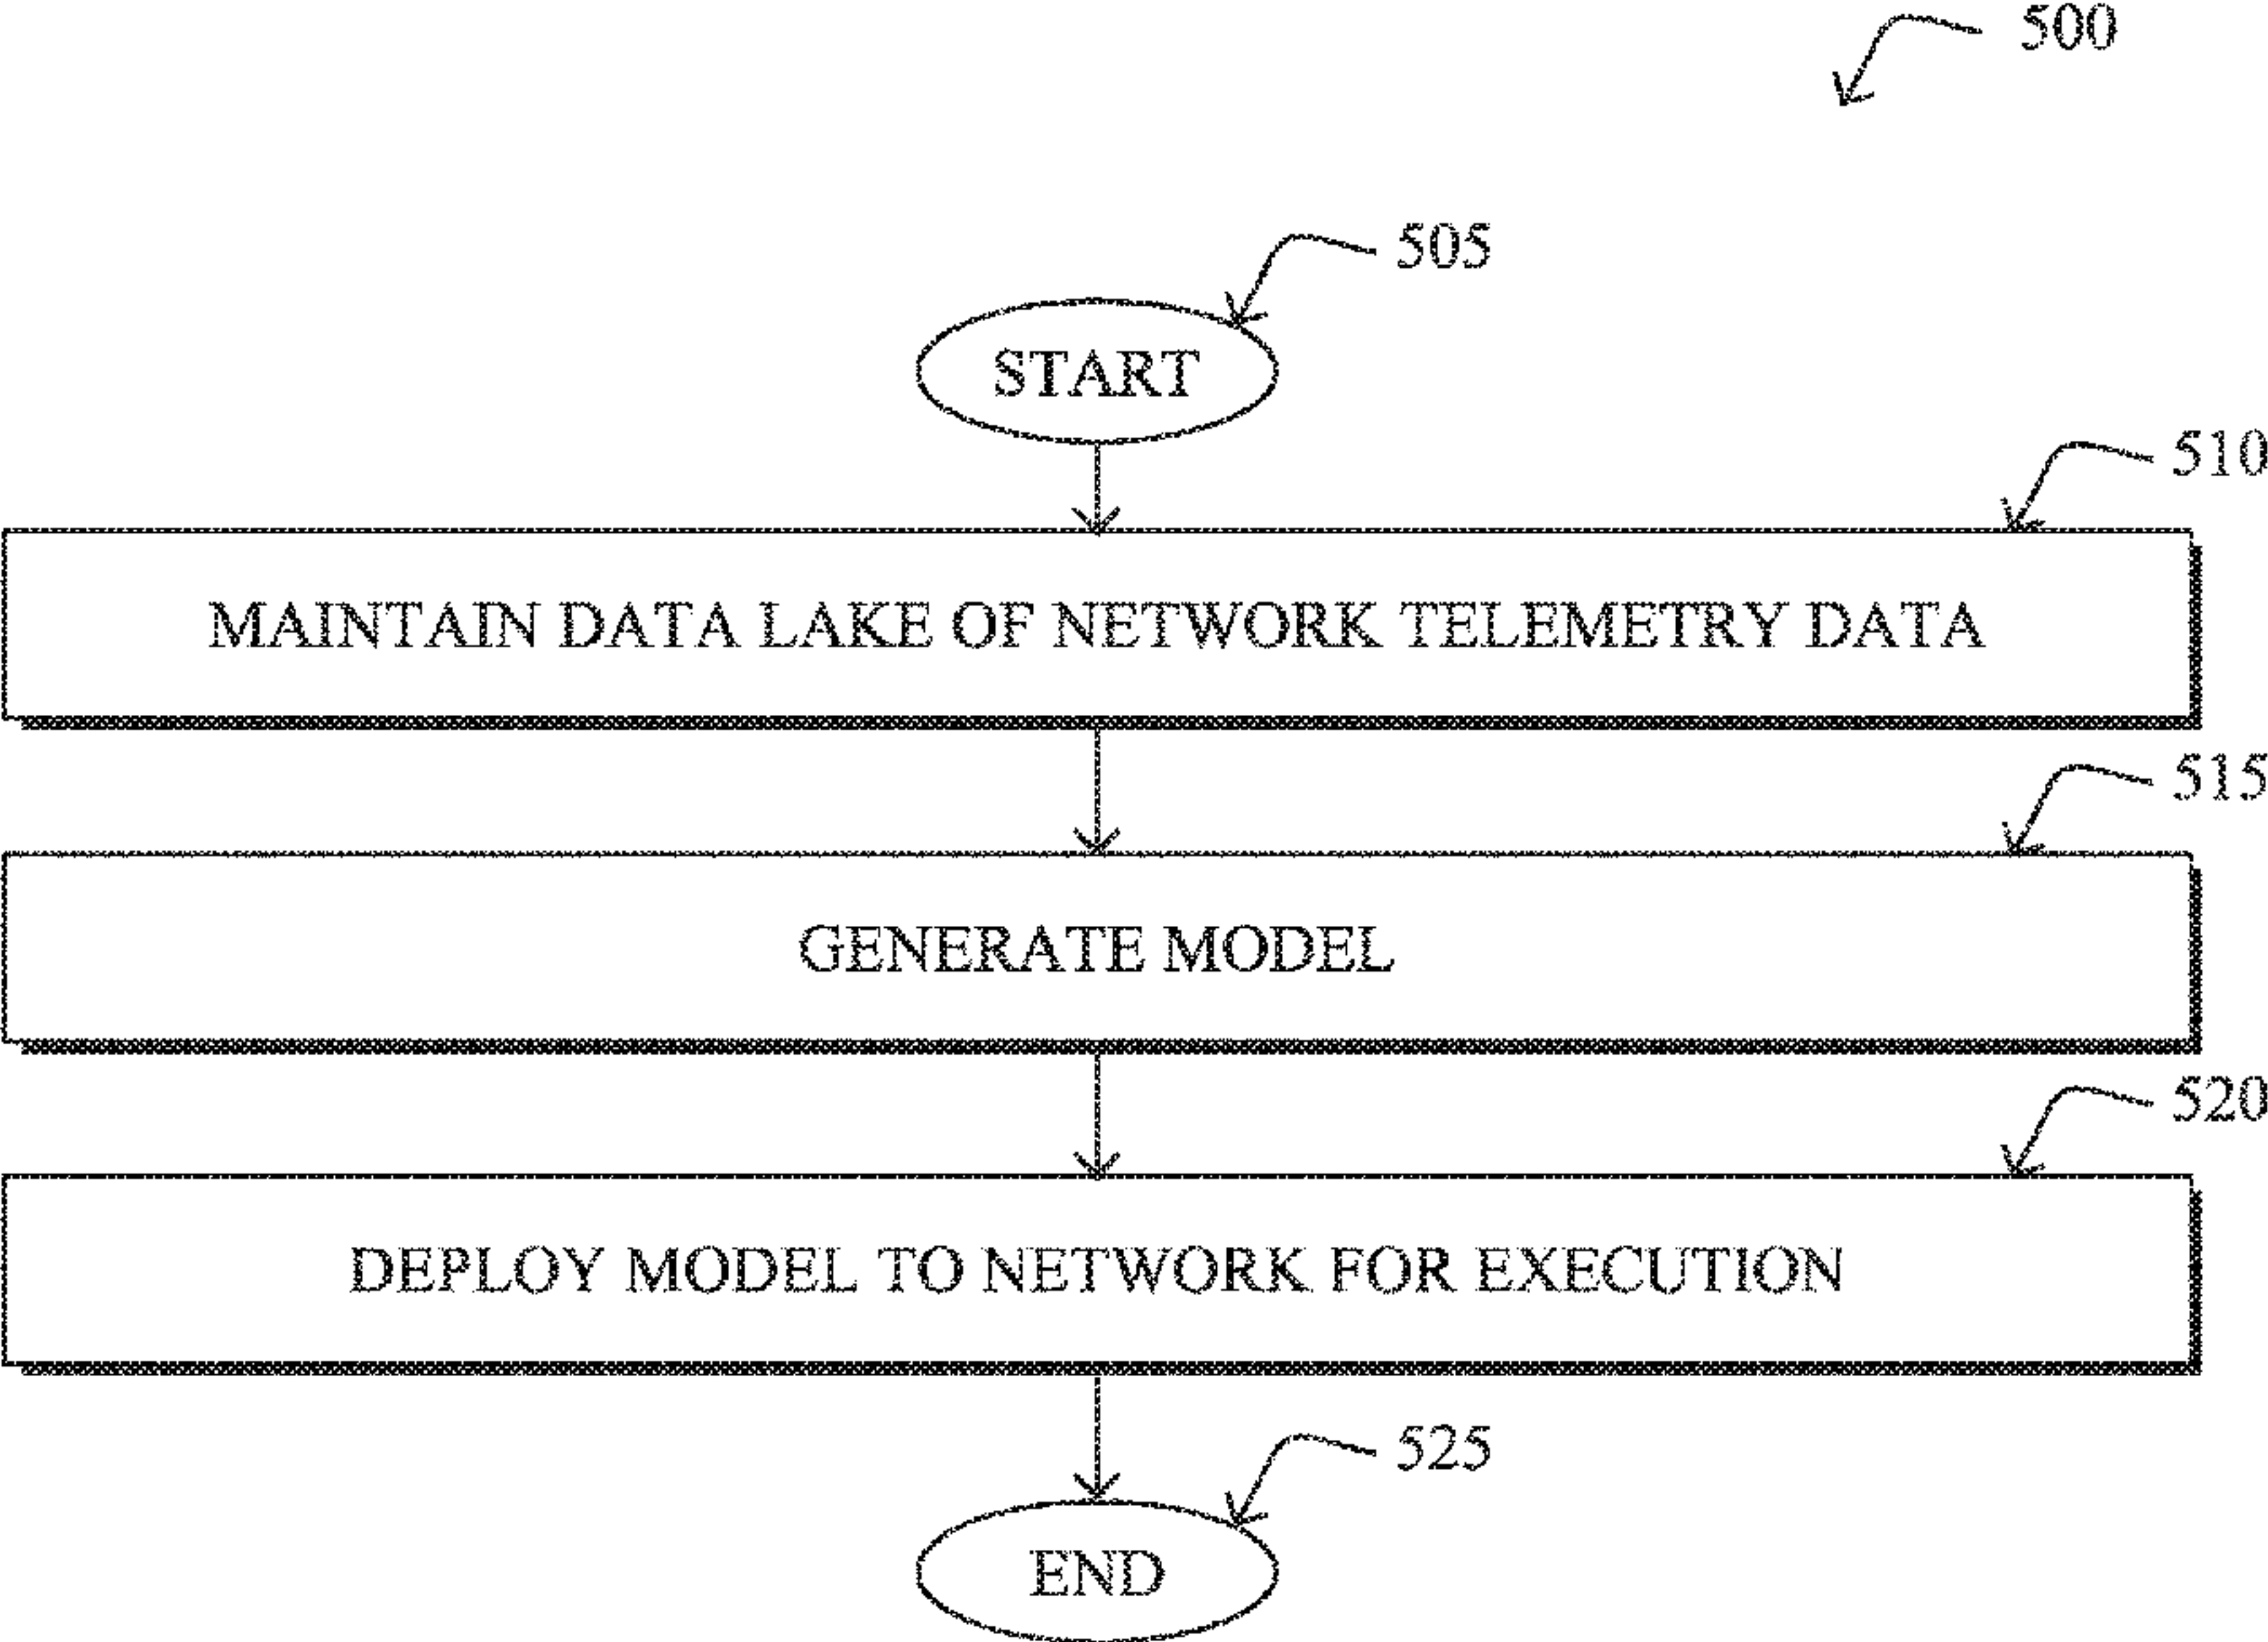 500
505
START
510
MAINTAIN DATA LAKE OF NETWORK TELEMETRY DATA
515
GENERATE MODEL
520
DEPLOY MODEL TO NETWORK FOR EXECUTION
525
END